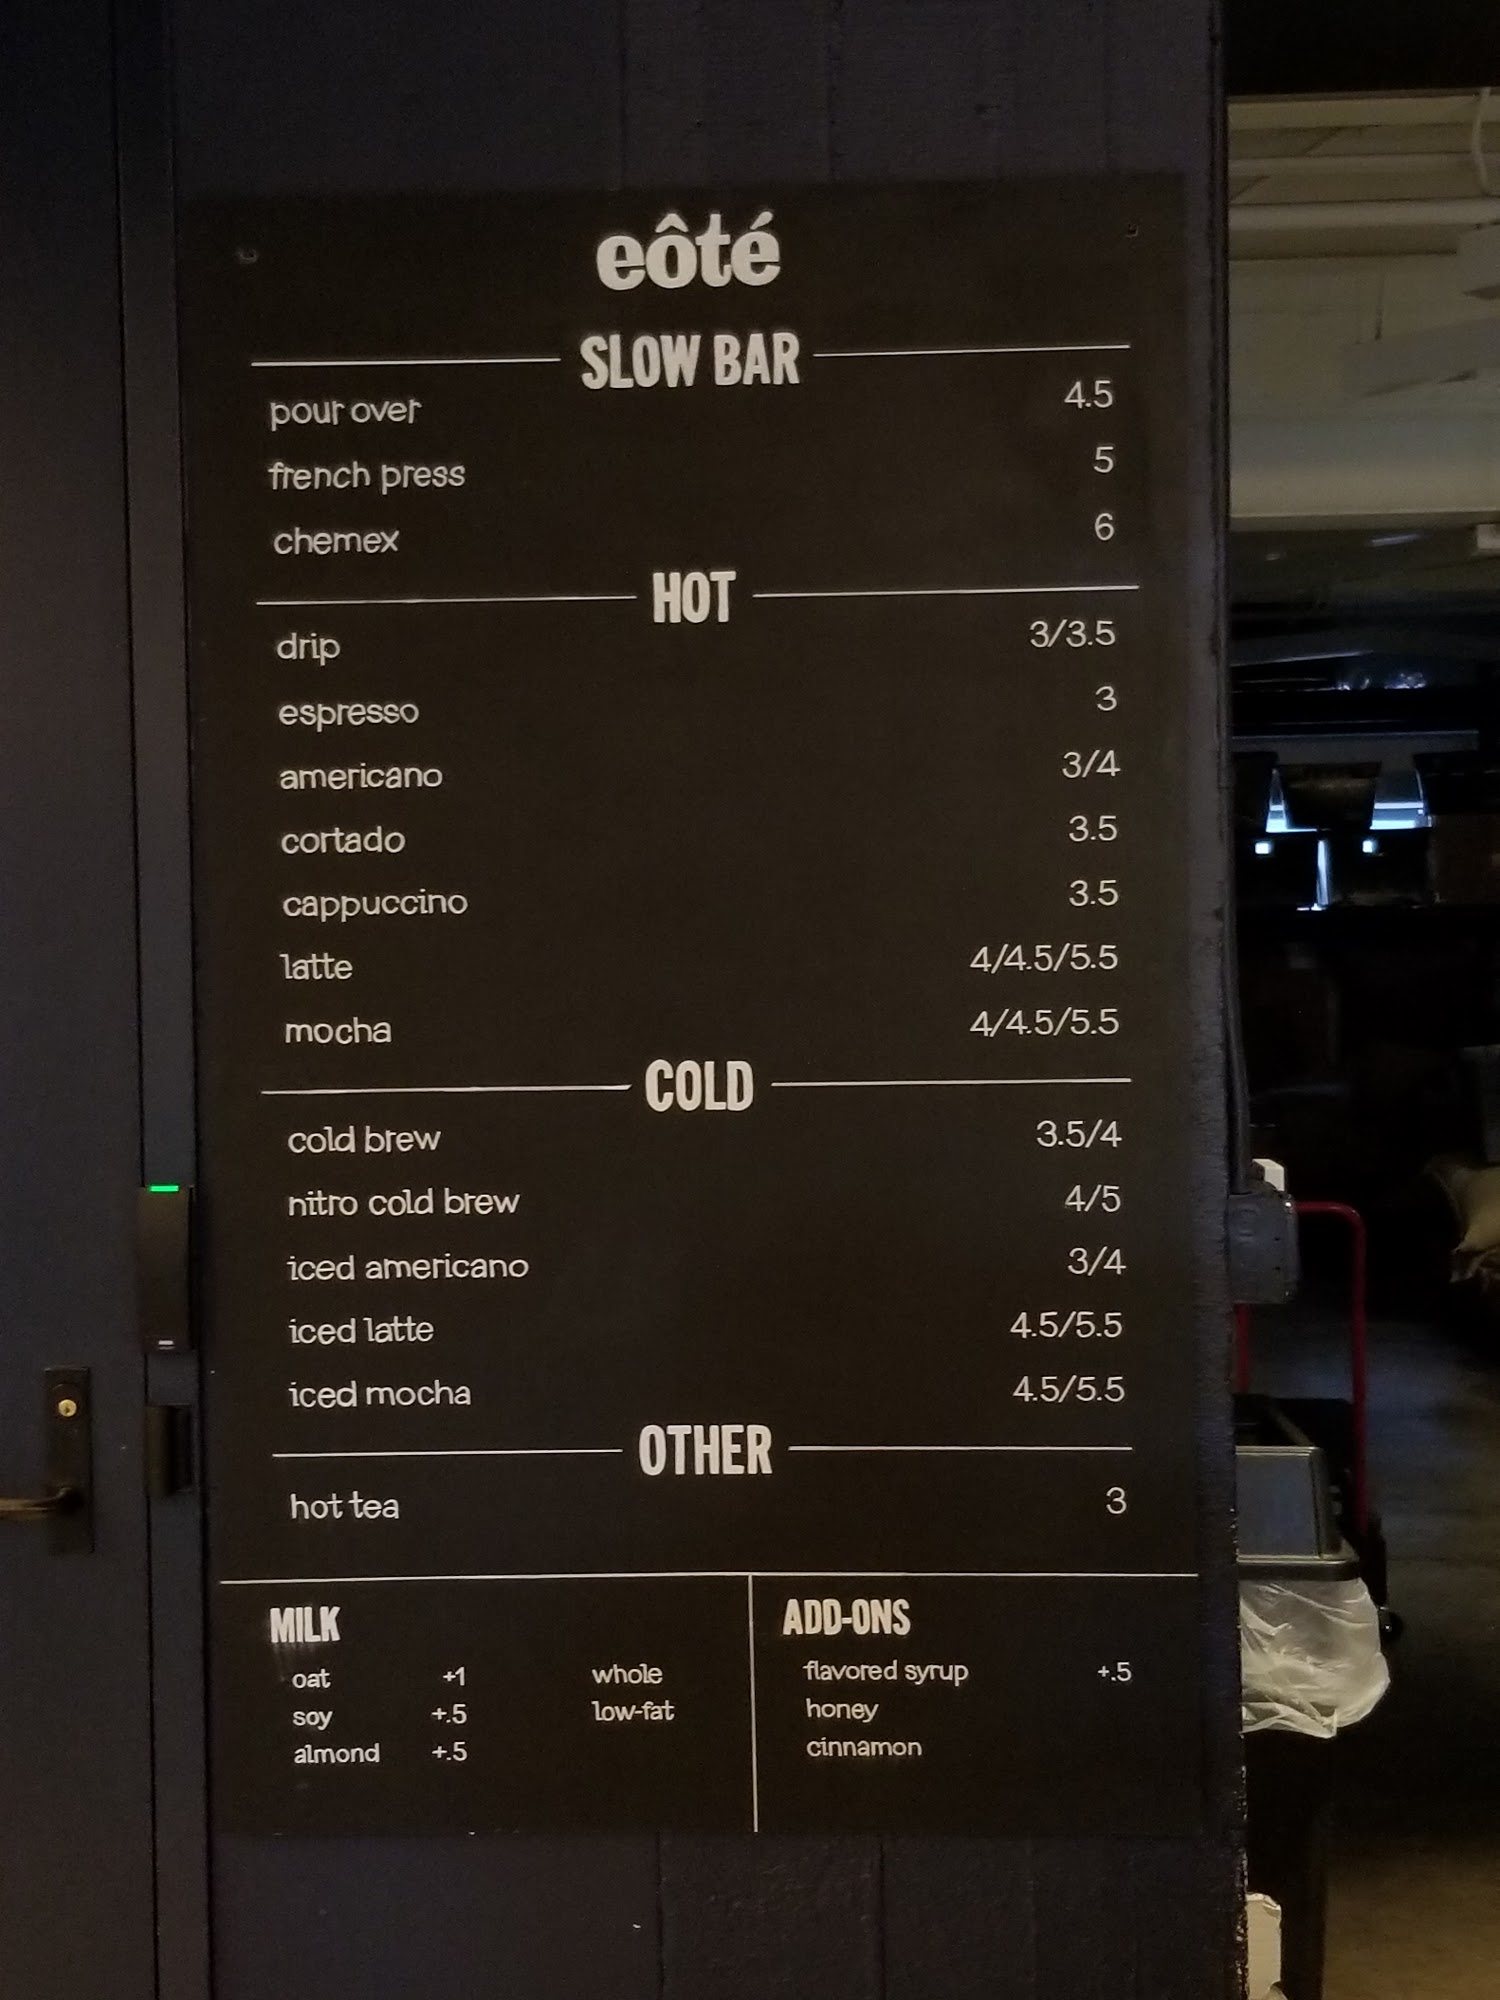 eôté
SLOW BAR
pour over 4.5
french press 5
chemex 6
HOT
drip 3/3.5
espresso 3
americano 3/4
cortado 3.5
cappuccino 3.5
latte 4/4.5/5.5
mocha 4/4.5/5.5
COLD
cold brew 3.5/4
nitro cold brew 4/5
iced americano 3/4
iced latte 4.5/5.5
iced mocha 4.5/5.5
OTHER
hot tea 3
MILK
oat +1 whole
soy +.5 low-fat
almond +.5
ADD-ONS
flavored syrup +.5
honey
cinnamon